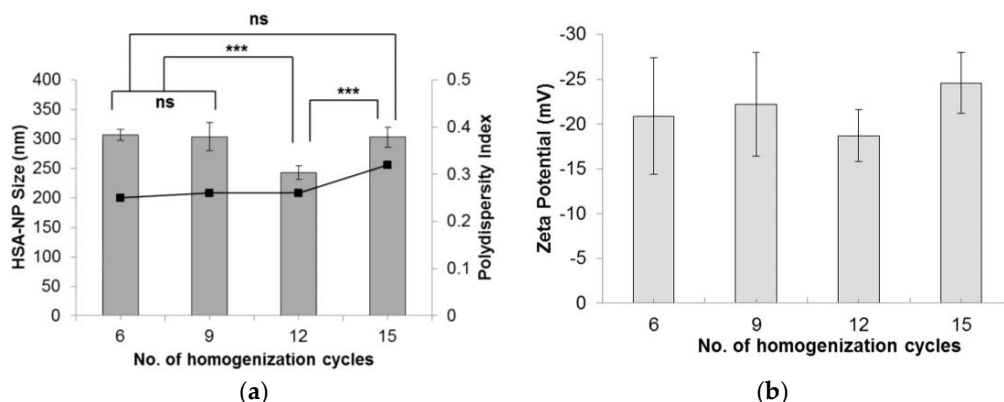 ns
***
ns
***
HSA-NP Size (nm)
400
350
300
250
200
150
100
50
0
Polydispersity Index
0.5
0.4
0.3
0.2
0.1
0
6 9 12 15
No. of homogenization cycles
(a)
Zeta Potential (mV)
-30
-25
-20
-15
-10
-5
0
6 9 12 15
No. of homogenization cycles
(b)